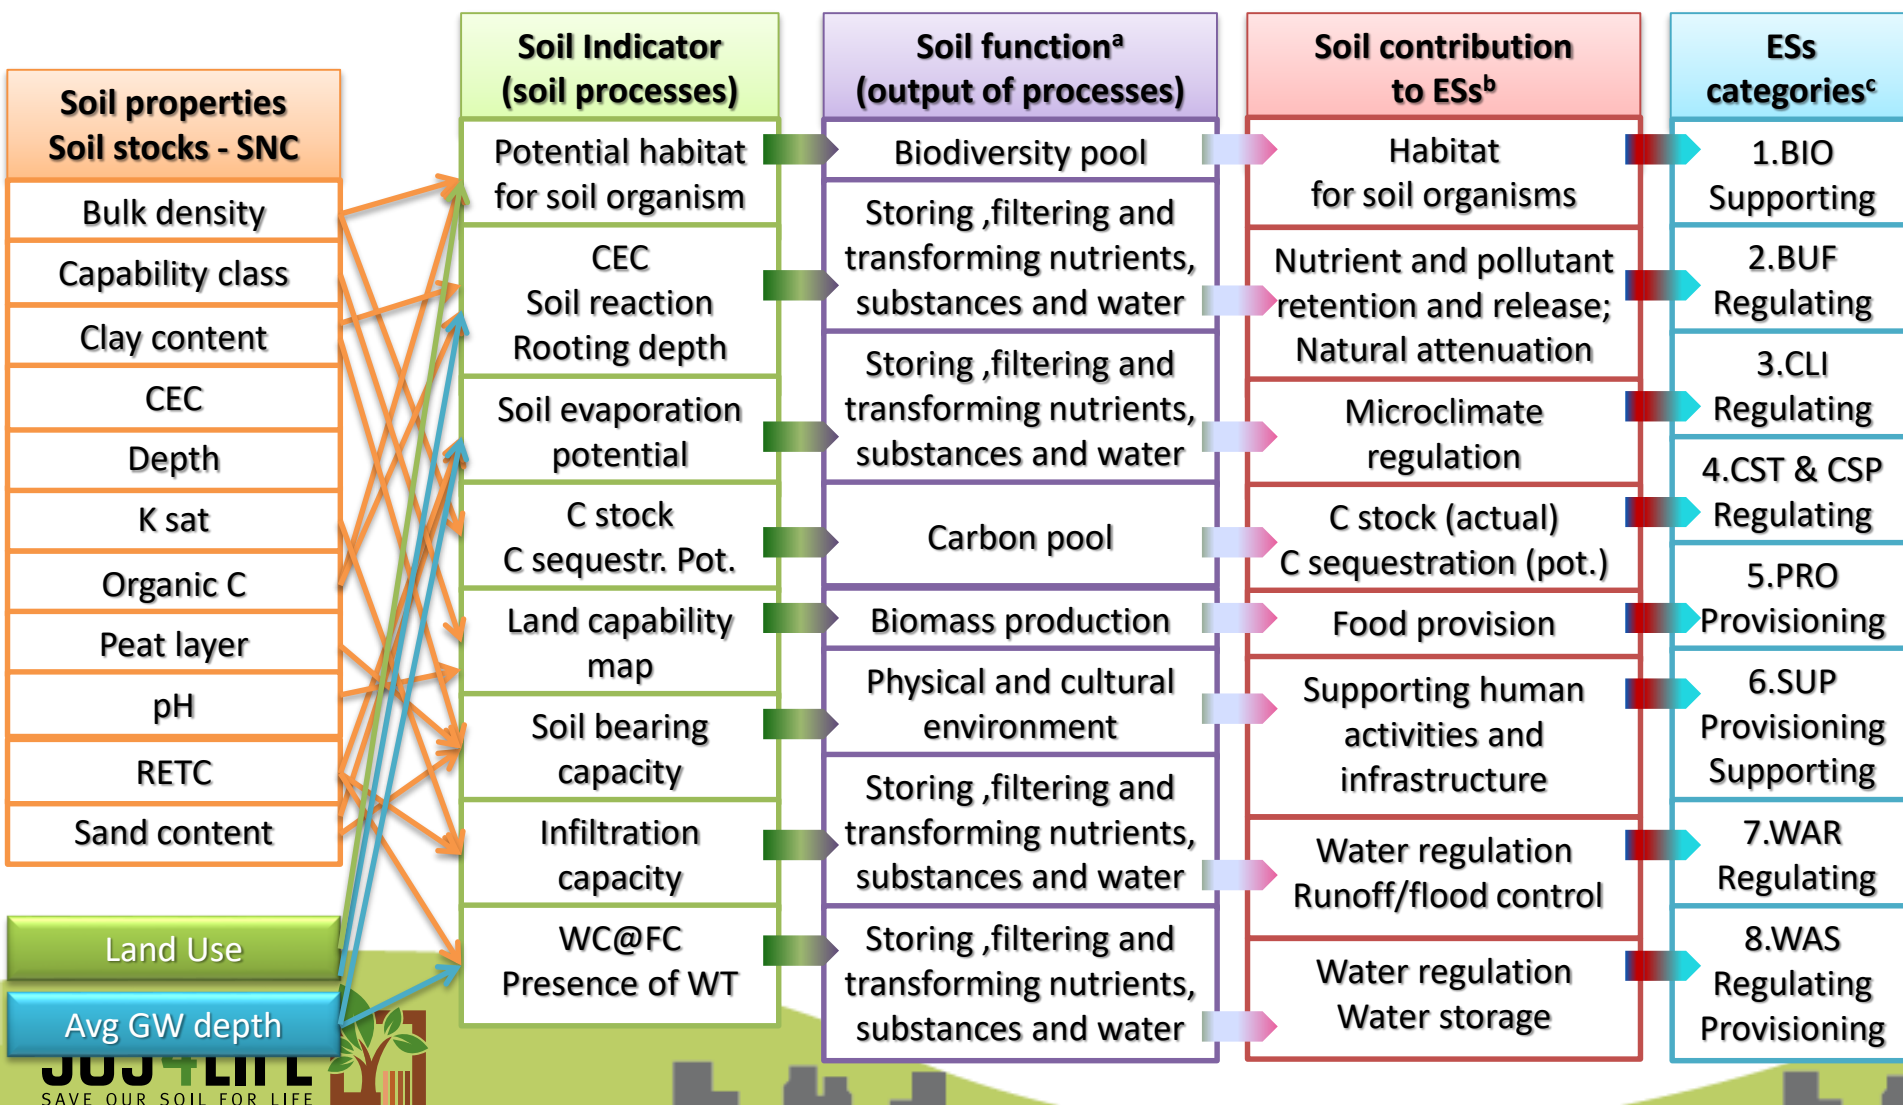 Soil properties
Soil stocks - SNC
Bulk density
Capability class
Clay content
CEC
Depth
K sat
Organic C
Peat layer
pH
RETC
Sand content
Land Use
Avg GW depth
Soil Indicator
(soil processes)
Potential habitat
for soil organism
CEC
Soil reaction
Rooting depth
Soil evaporation
potential
C stock
C sequestr. Pot.
Land capability
map
Soil bearing
capacity
Infiltration
capacity
WC@FC
Presence of WT
Soil functionᵃ
(output of processes)
Biodiversity pool
Storing ,filtering and
transforming nutrients,
substances and water
Storing ,filtering and
transforming nutrients,
substances and water
Carbon pool
Biomass production
Physical and cultural
environment
Storing ,filtering and
transforming nutrients,
substances and water
Storing ,filtering and
transforming nutrients,
substances and water
Soil contribution
to ESsᵇ
Habitat
for soil organisms
Nutrient and pollutant
retention and release;
Natural attenuation
Microclimate
regulation
C stock (actual)
C sequestration (pot.)
Food provision
Supporting human
activities and
infrastructure
Water regulation
Runoff/flood control
Water regulation
Water storage
ESs
categoriesᶜ
1.BIO
Supporting
2.BUF
Regulating
3.CLI
Regulating
4.CST & CSP
Regulating
5.PRO
Provisioning
6.SUP
Provisioning
Supporting
7.WAR
Regulating
8.WAS
Regulating
Provisioning
SOS4LIFE
SAVE OUR SOIL FOR LIFE